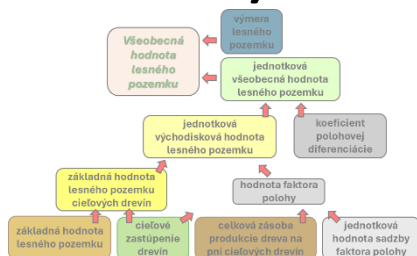 výmera
lesného
pozemku
Všeobecná
hodnota
lesného
pozemku
jednotková
všeobecná hodnota
lesného pozemku
jednotková
východisková hodnota
lesného pozemku
koeficient
polohovej
diferenciácie
základná hodnota
lesného pozemku
cieľových drevín
hodnota faktora
polohy
základná hodnota
lesného pozemku
cieľové
zastúpenie
drevín
celková zásoba
produkcie dreva na
pni cieľových drevín
jednotková
hodnota sadzby
faktora polohy